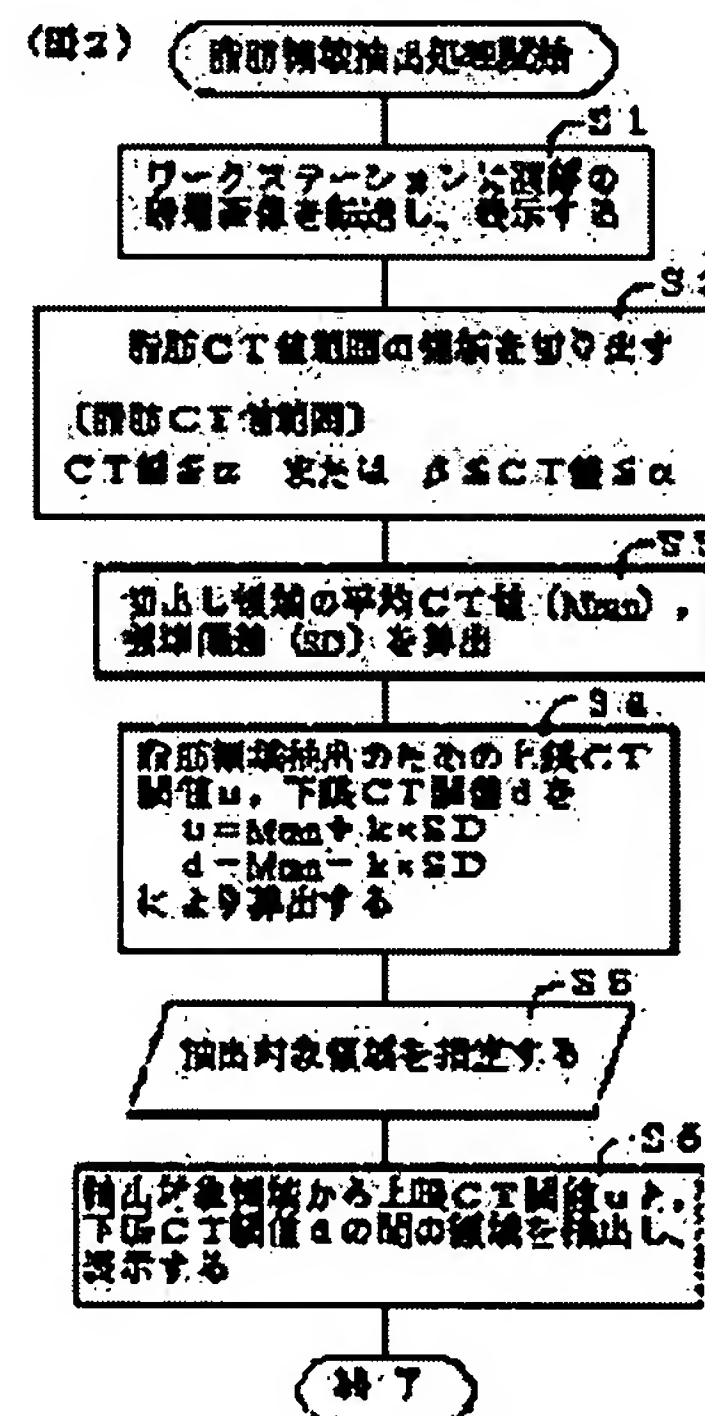 (図2)
脂肪領域抽出処理開始
S1
ワークステーションに腹部の
断層画像を転送し、表示する
脂肪CT値範囲の領域を切り出す
〔脂肪CT値範囲〕
CT値≦α または β≦CT値≦α
切出し領域の平均CT値 (Mean),
標準偏差 (SD) を算出
脂肪領域抽出のための上限CT
閾値u, 下限CT閾値dを
u=Mean+k×SD
d=Mean-k×SD
により算出する
S5
抽出対象領域を指定する
S6
抽出対象領域から上限CT閾値uと,
下限CT閾値dの間の領域を抽出し
表示する
終了